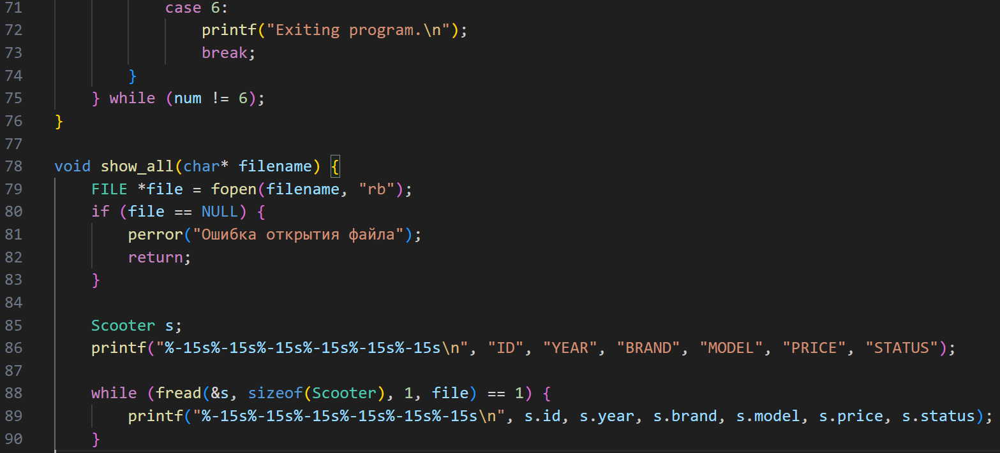 71 case 6:
72 printf("Exiting program.\n");
73 break;
74 }
75 } while (num != 6);
76 }
77
78 void show_all(char* filename) {
79 FILE *file = fopen(filename, "rb");
80 if (file == NULL) {
81 perror("Ошибка открытия файла");
82 return;
83 }
84
85 Scooter s;
86 printf("%-15s%-15s%-15s%-15s%-15s%-15s\n", "ID", "YEAR", "BRAND", "MODEL", "PRICE", "STATUS");
87
88 while (fread(&s, sizeof(Scooter), 1, file) == 1) {
89 printf("%-15s%-15s%-15s%-15s%-15s%-15s\n", s.id, s.year, s.brand, s.model, s.price, s.status);
90 }